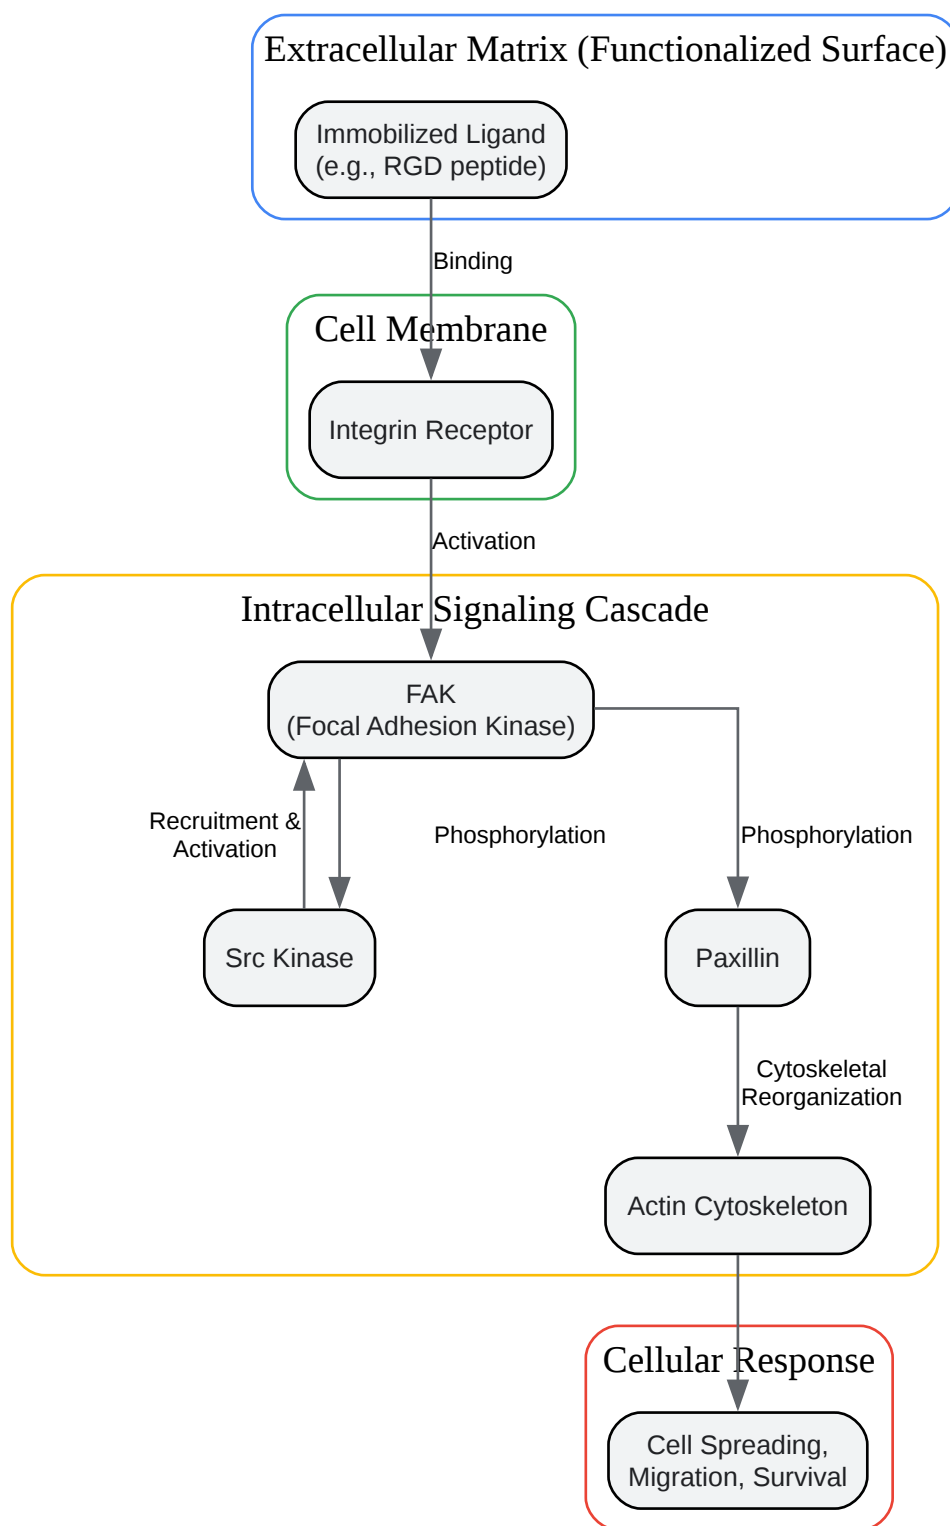 Extracellular Matrix (Functionalized Surface)
Immobilized Ligand
(e.g., RGD peptide)
Binding
Cell Membrane
Integrin Receptor
Activation
Intracellular Signaling Cascade
FAK
(Focal Adhesion Kinase)
Recruitment &
Activation
Phosphorylation
Phosphorylation
Src Kinase
Paxillin
Cytoskeletal
Reorganization
Actin Cytoskeleton
Cellular Response
Cell Spreading,
Migration, Survival